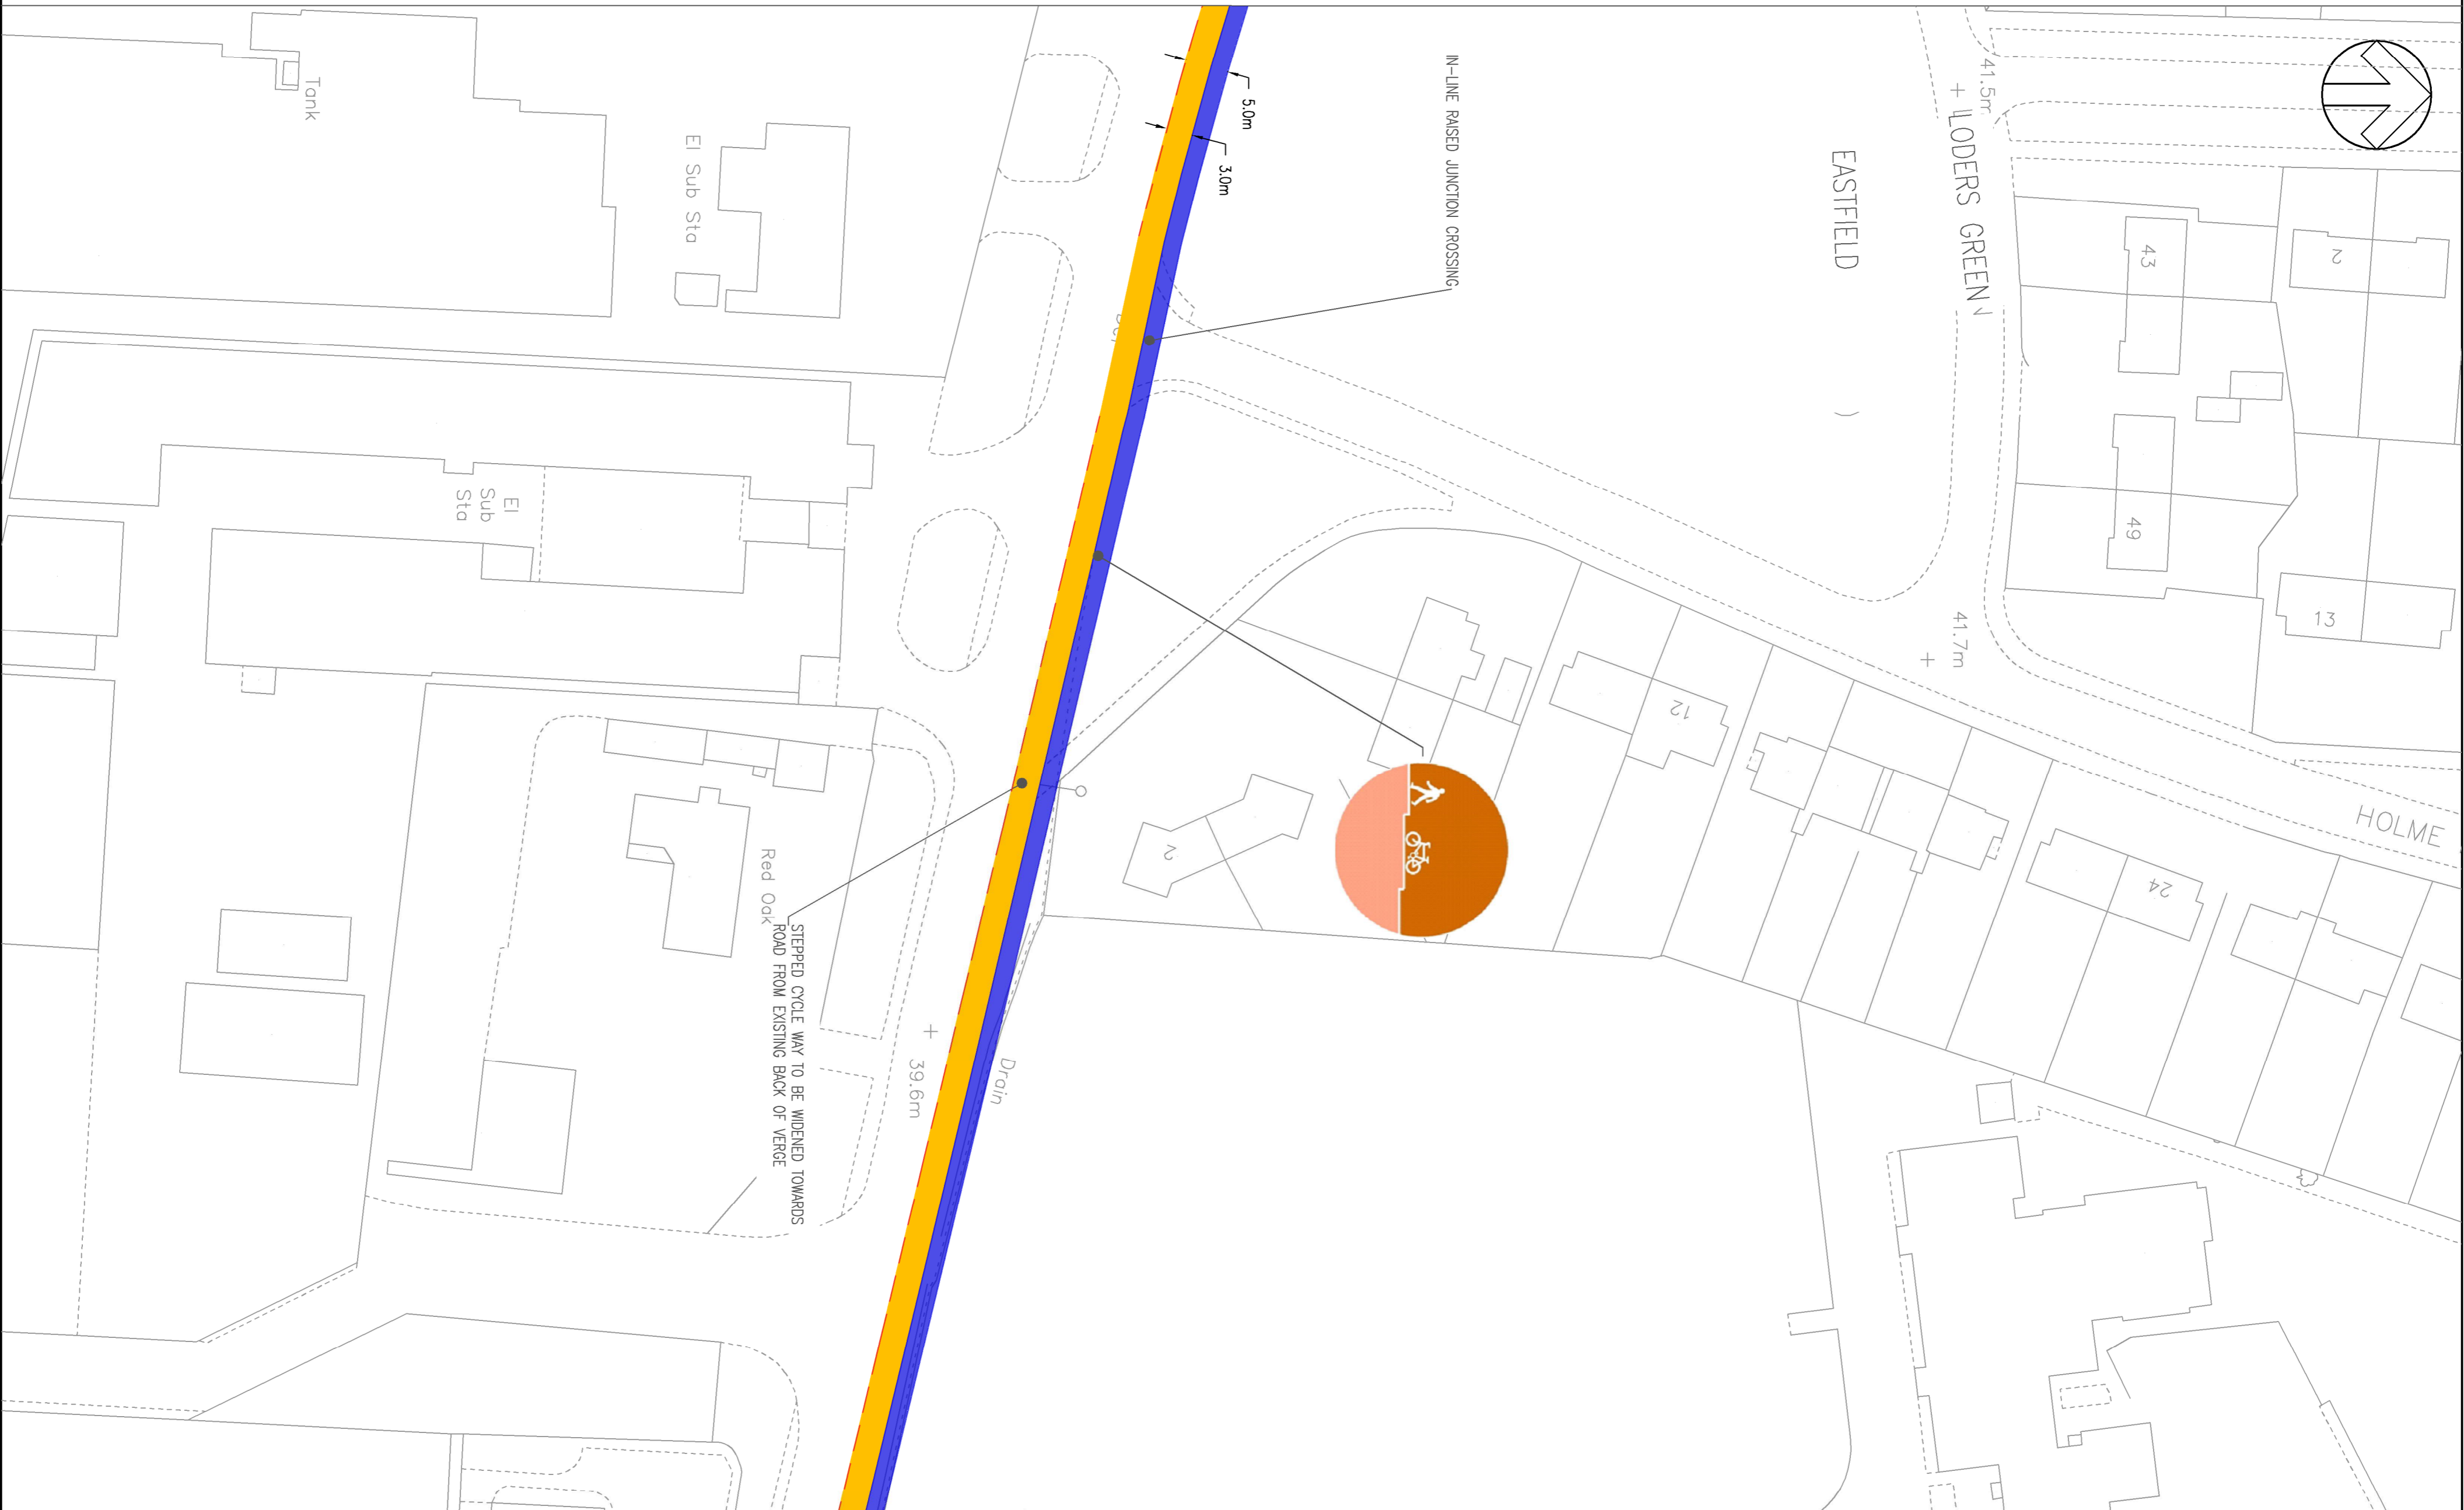 Tank
El Sub Sta
5.0m
3.0m
IN-LINE RAISED JUNCTION CROSSING
EASTFIELD
41.5m
LODERS GREEN
43
2
49
13
41.7m
El
Sub
Sta
12
HOLME
24
2
Red Oak
STEPPED CYCLE WAY TO BE WIDENED TOWARDS
ROAD FROM EXISTING BACK OF VERGE
39.6m
Drain